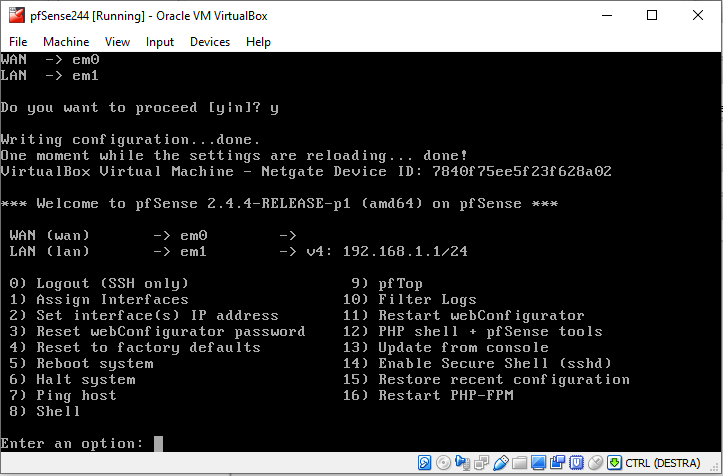 pfSense244 [Running] - Oracle VM VirtualBox
File Machine View Input Devices Help
WAN -> em0
LAN -> em1
Do you want to proceed [y|n]? y
Writing configuration...done.
One moment while the settings are reloading... done!
VirtualBox Virtual Machine - Netgate Device ID: 7840f75ee5f23f628a02
*** Welcome to pfSense 2.4.4-RELEASE-p1 (amd64) on pfSense ***
WAN (wan) -> em0 ->
LAN (lan) -> em1 -> v4: 192.168.1.1/24
0) Logout (SSH only) 9) pfTop
1) Assign Interfaces 10) Filter Logs
2) Set interface(s) IP address 11) Restart webConfigurator
3) Reset webConfigurator password 12) PHP shell + pfSense tools
4) Reset to factory defaults 13) Update from console
5) Reboot system 14) Enable Secure Shell (sshd)
6) Halt system 15) Restore recent configuration
7) Ping host 16) Restart PHP-FPM
8) Shell
Enter an option:
CTRL (DESTRA)